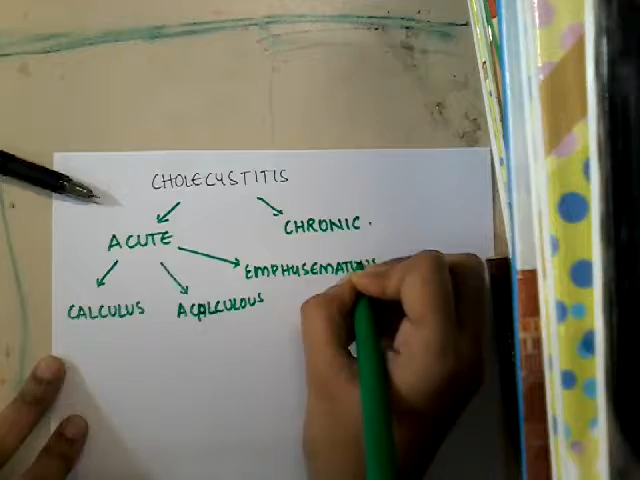 CHOLECYSTITIS
ACUTE
CHRONIC.
EMPHYSEMATOUS
CALCULUS
ACALCULOUS